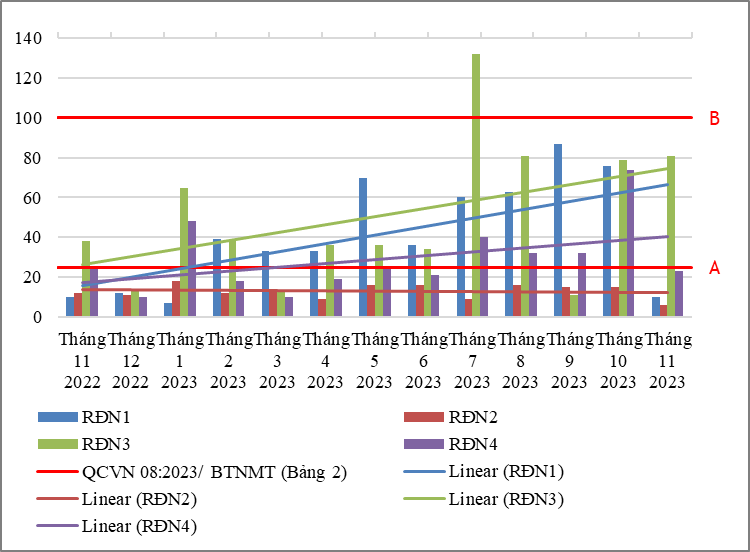 140
120
100
80
60
40
20
0
B
A
Tháng 11 2022
Tháng 12 2022
Tháng 1 2023
Tháng 2 2023
Tháng 3 2023
Tháng 4 2023
Tháng 5 2023
Tháng 6 2023
Tháng 7 2023
Tháng 8 2023
Tháng 9 2023
Tháng 10 2023
Tháng 11 2023
RĐN1
RĐN2
RĐN3
RĐN4
QCVN 08:2023/ BTNMT (Bảng 2)
Linear (RĐN1)
Linear (RĐN2)
Linear (RĐN3)
Linear (RĐN4)